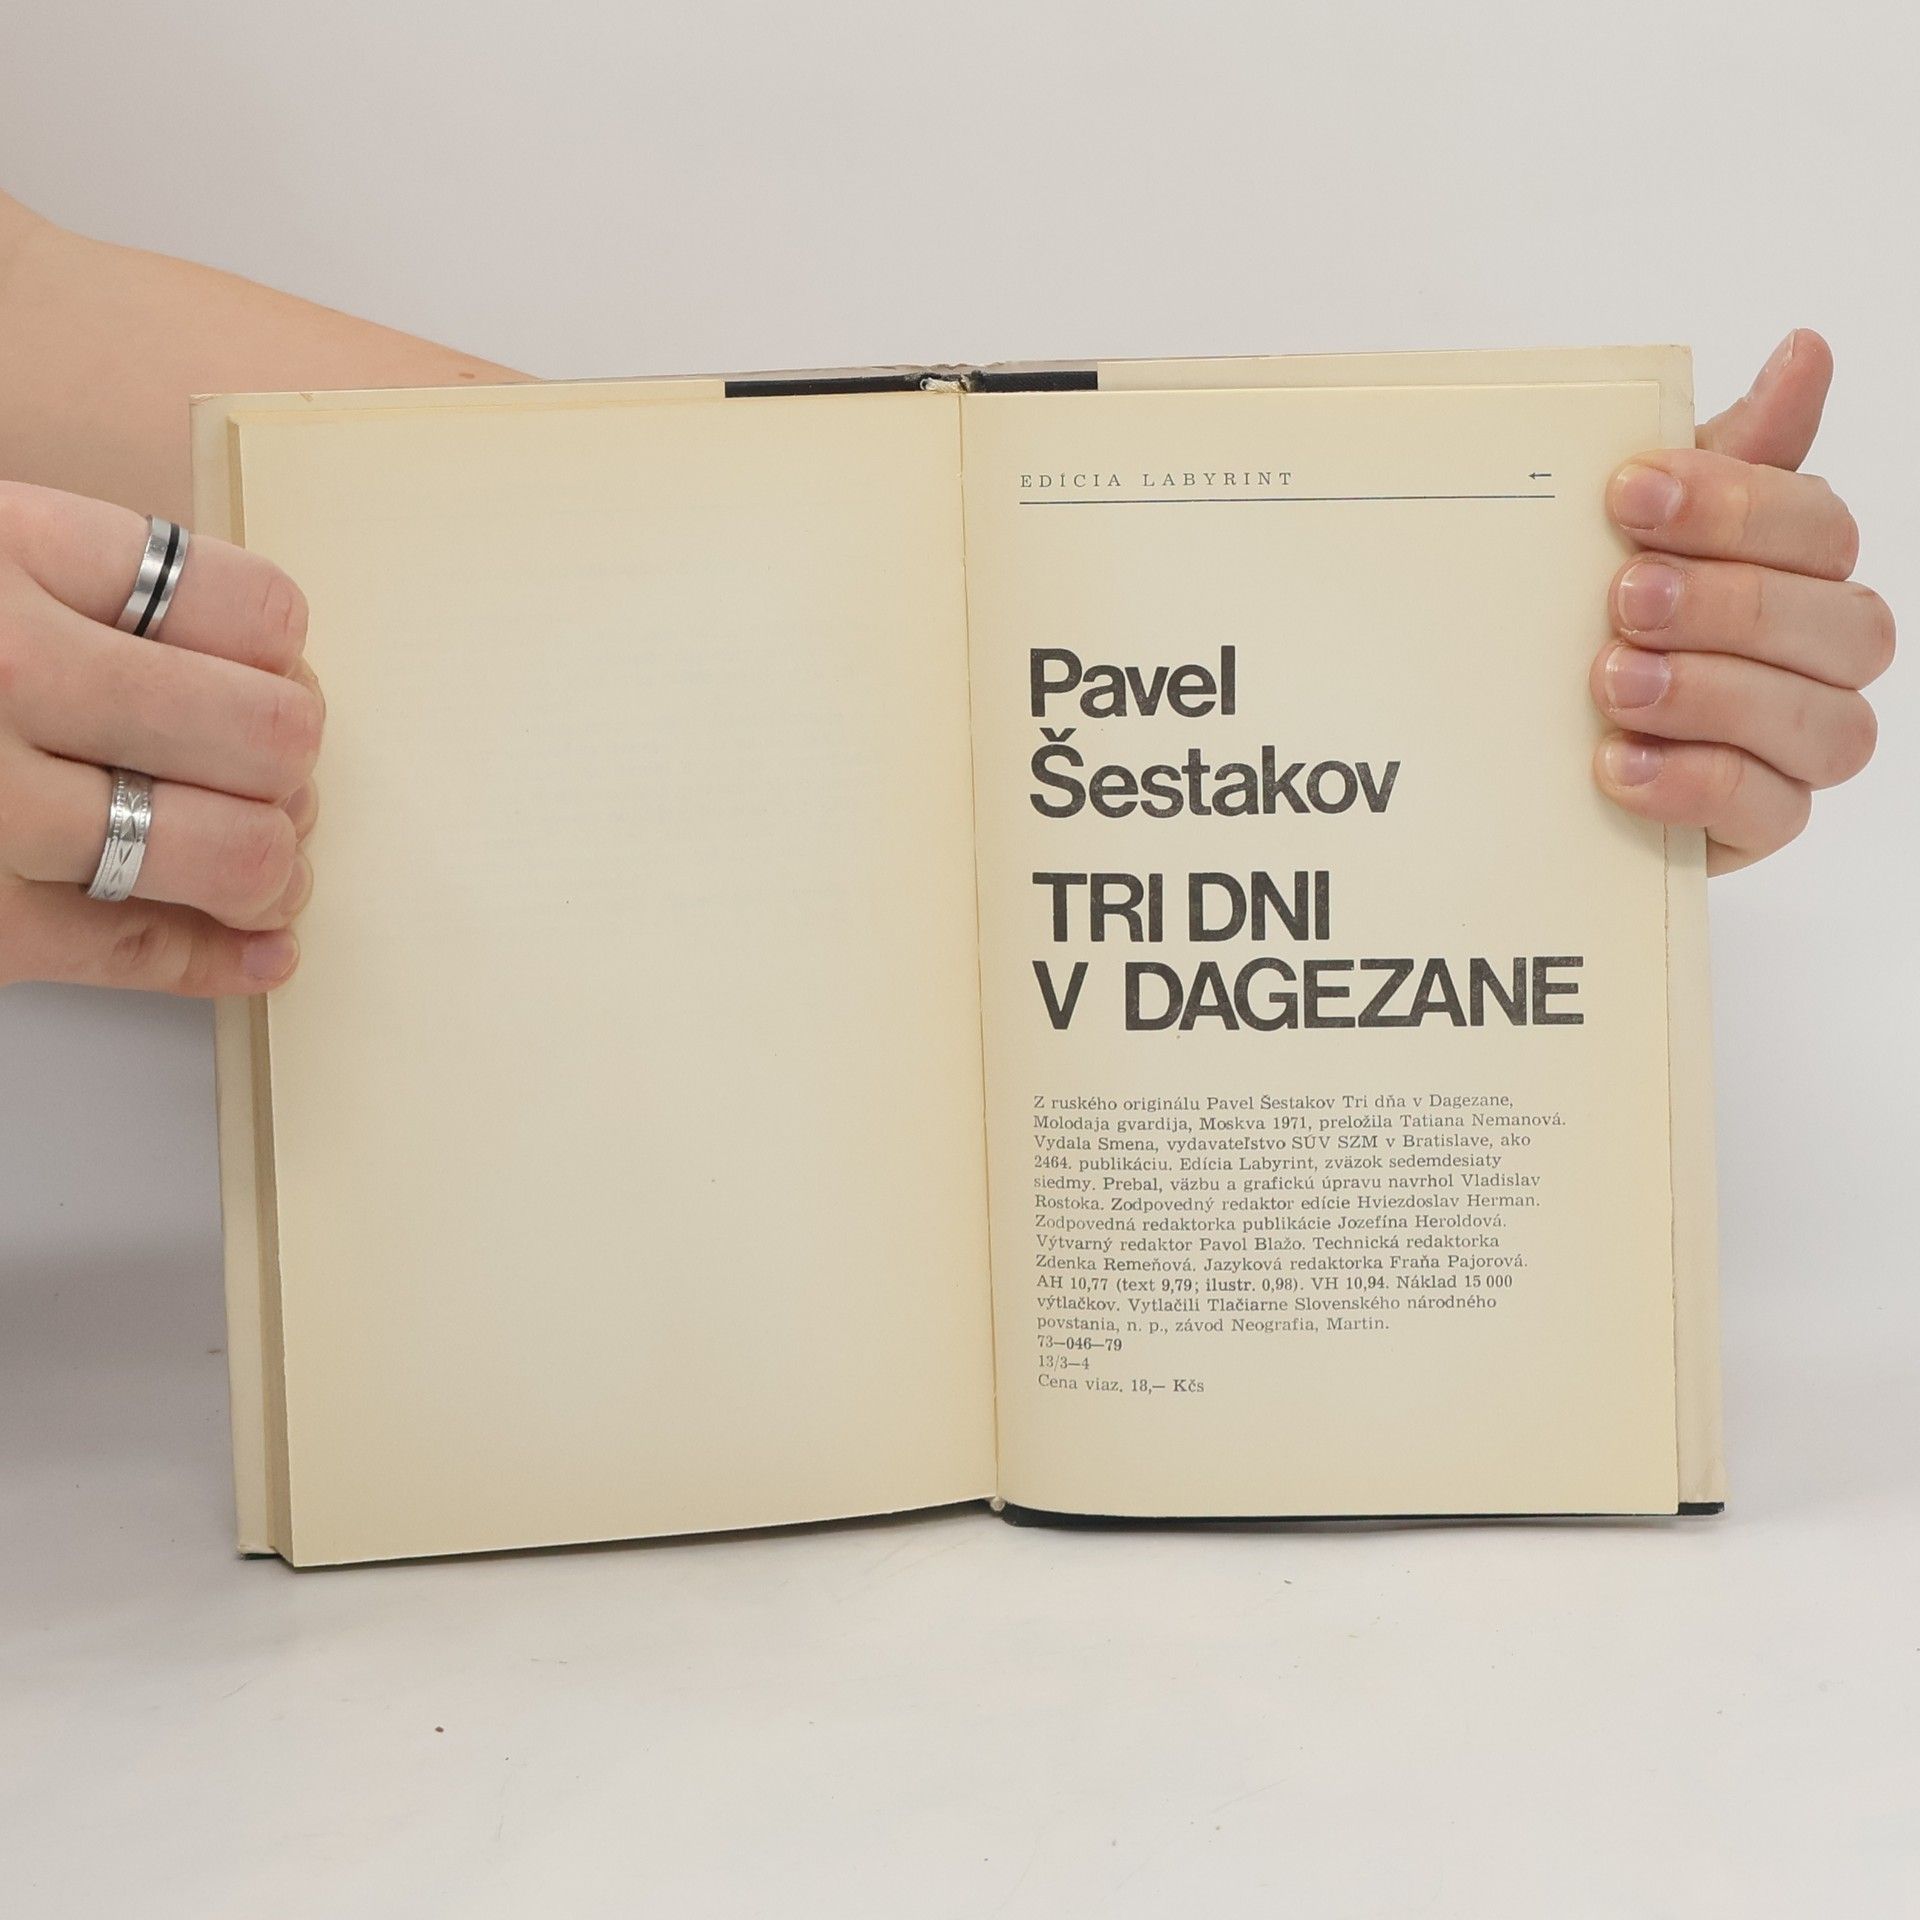 EDÍCIA LABYRINT ←
Pavel
Šestakov
TRI DNI
V DAGEZANE
Z ruského originálu Pavel Šestakov Tri dňa v Dagezane,
Molodaja gvardija, Moskva 1971, preložila Tatiana Nemanová.
Vydala Smena, vydavateľstvo SÚV SZM v Bratislave, ako
2464. publikáciu. Edícia Labyrint, zväzok sedemdesiaty
siedmy. Prebal, väzbu a grafickú úpravu navrhol Vladislav
Rostoka. Zodpovedný redaktor edície Hviezdoslav Herman.
Zodpovedná redaktorka publikácie Jozefína Heroldová.
Výtvarný redaktor Pavol Blažo. Technická redaktorka
Zdenka Remeňová. Jazyková redaktorka Fraňa Pajorová.
AH 10,77 (text 9,79; ilustr. 0,98). VH 10,94. Náklad 15 000
výtlačkov. Vytlačili Tlačiarne Slovenského národného
povstania, n. p., závod Neografia, Martin.
73—046—79
13/3—4
Cena viaz. 18,— Kčs